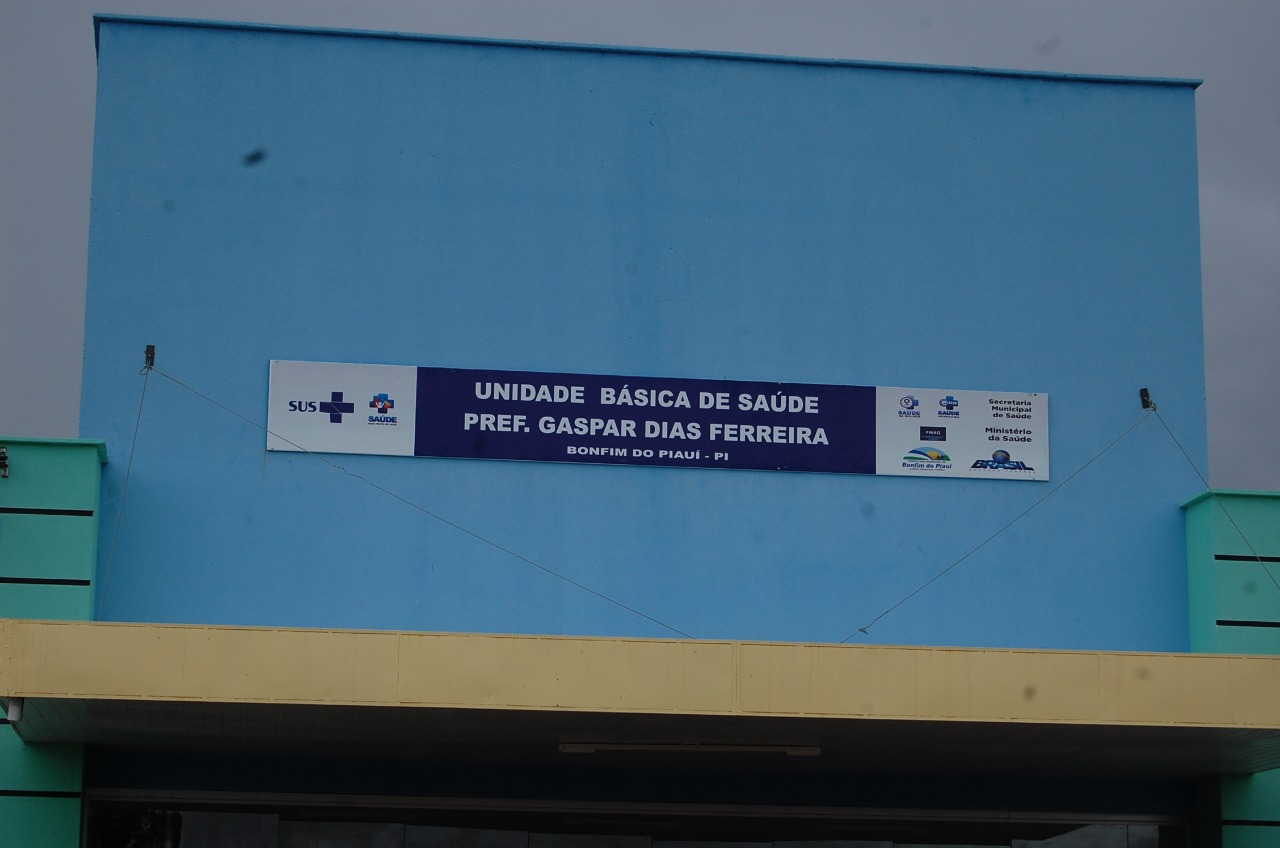 SUS
SAÚDE
UNIDADE BÁSICA DE SAÚDE
PREF. GASPAR DIAS FERREIRA
BONFIM DO PIAUÍ - PI
SAÚDE
Secretaria
Municipal
de Saúde
Ministério
da Saúde
Bonfim do Piauí
BRASIL